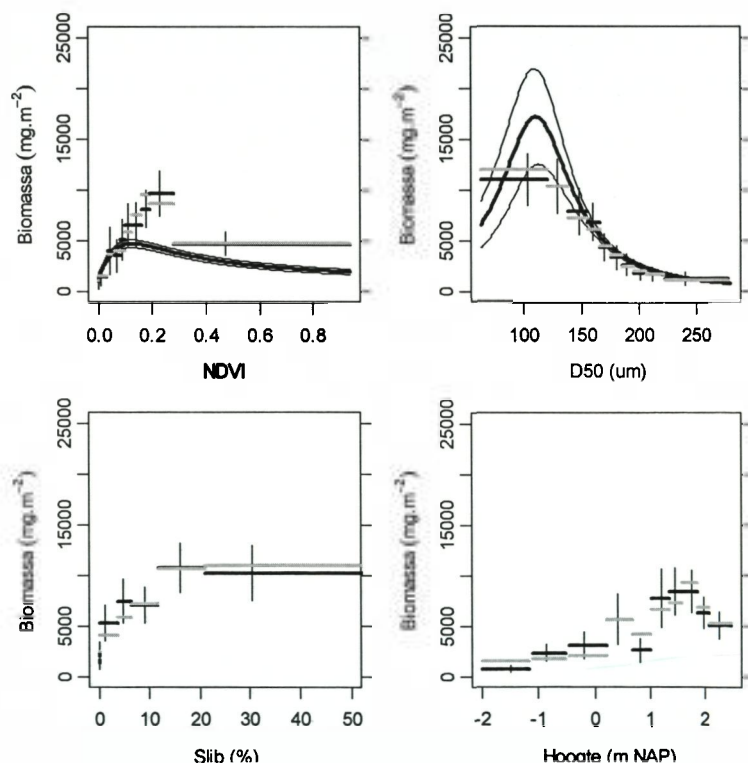 Biomassa (mg.m⁻²)
0 5000 15000 25000
0.0 0.2 0.4 0.6 0.8
NDVI
Biomassa (mg.m⁻²)
0 5000 15000 25000
100 150 200 250
D50 (um)
Biomassa (mg.m⁻²)
0 5000 15000 25000
0 10 20 30 40 50
Slib (%)
Biomassa (mg.m⁻²)
0 5000 15000 25000
-2 -1 0 1 2
Hoogte (m NAP)